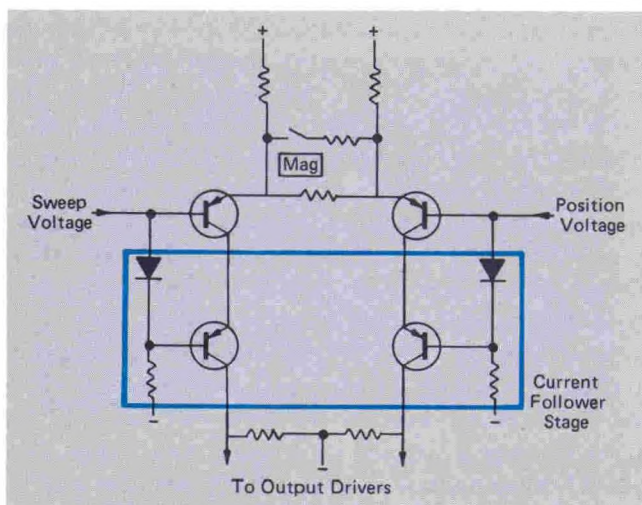 + +
Mag
Sweep
Voltage
Position
Voltage
Current
Follower
Stage
− − −
To Output Drivers